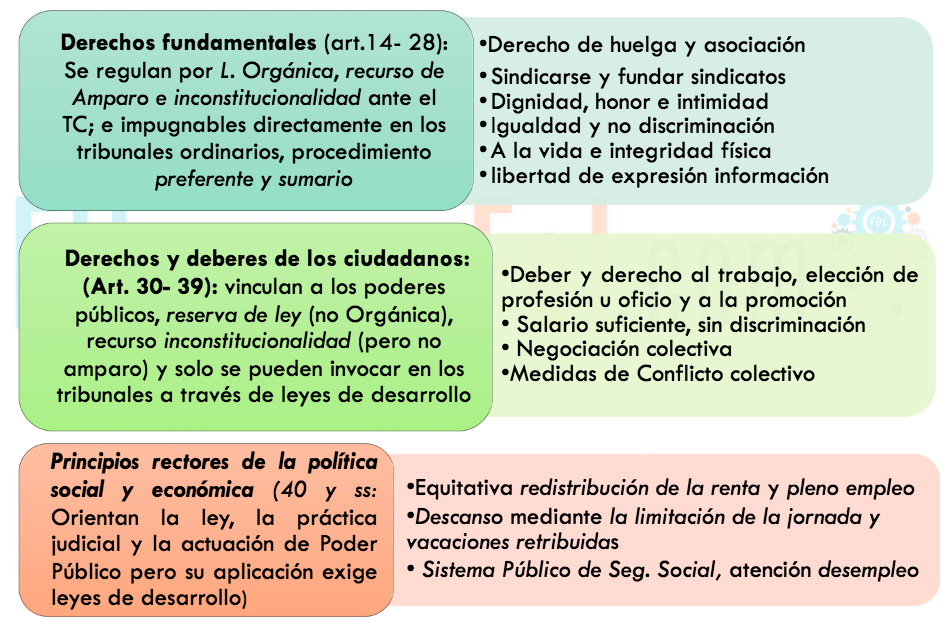 Derechos fundamentales (art.14- 28):
Se regulan por L. Orgánica, recurso de
Amparo e inconstitucionalidad ante el
TC; e impugnables directamente en los
tribunales ordinarios, procedimiento
preferente y sumario
•Derecho de huelga y asociación
•Sindicarse y fundar sindicatos
•Dignidad, honor e intimidad
•Igualdad y no discriminación
•A la vida e integridad física
•libertad de expresión información
Derechos y deberes de los ciudadanos:
(Art. 30- 39): vinculan a los poderes
públicos, reserva de ley (no Orgánica),
recurso inconstitucionalidad (pero no
amparo) y solo se pueden invocar en los
tribunales a través de leyes de desarrollo
•Deber y derecho al trabajo, elección de
profesión u oficio y a la promoción
• Salario suficiente, sin discriminación
• Negociación colectiva
•Medidas de Conflicto colectivo
Principios rectores de la política
social y económica (40 y ss:
Orientan la ley, la práctica
judicial y la actuación de Poder
Público pero su aplicación exige
leyes de desarrollo)
•Equitativa redistribución de la renta y pleno empleo
•Descanso mediante la limitación de la jornada y
vacaciones retribuidas
• Sistema Público de Seg. Social, atención desempleo
FOL